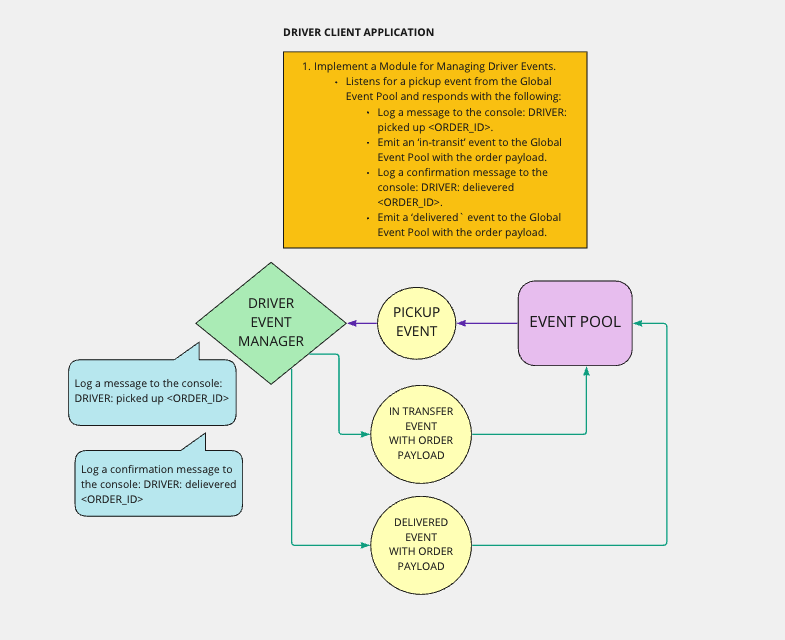 DRIVER CLIENT APPLICATION
1. Implement a Module for Managing Driver Events.
• Listens for a pickup event from the Global
Event Pool and responds with the following:
• Log a message to the console: DRIVER:
picked up <ORDER_ID>.
• Emit an ‘in-transit’ event to the Global
Event Pool with the order payload.
• Log a confirmation message to the
console: DRIVER: delievered
<ORDER_ID>.
• Emit a ‘delivered` event to the Global
Event Pool with the order payload.
DRIVER
EVENT
MANAGER
PICKUP
EVENT
EVENT POOL
Log a message to the console:
DRIVER: picked up <ORDER_ID>
IN TRANSFER
EVENT
WITH ORDER
PAYLOAD
Log a confirmation message to
the console: DRIVER: delievered
<ORDER_ID>
DELIVERED
EVENT
WITH ORDER
PAYLOAD